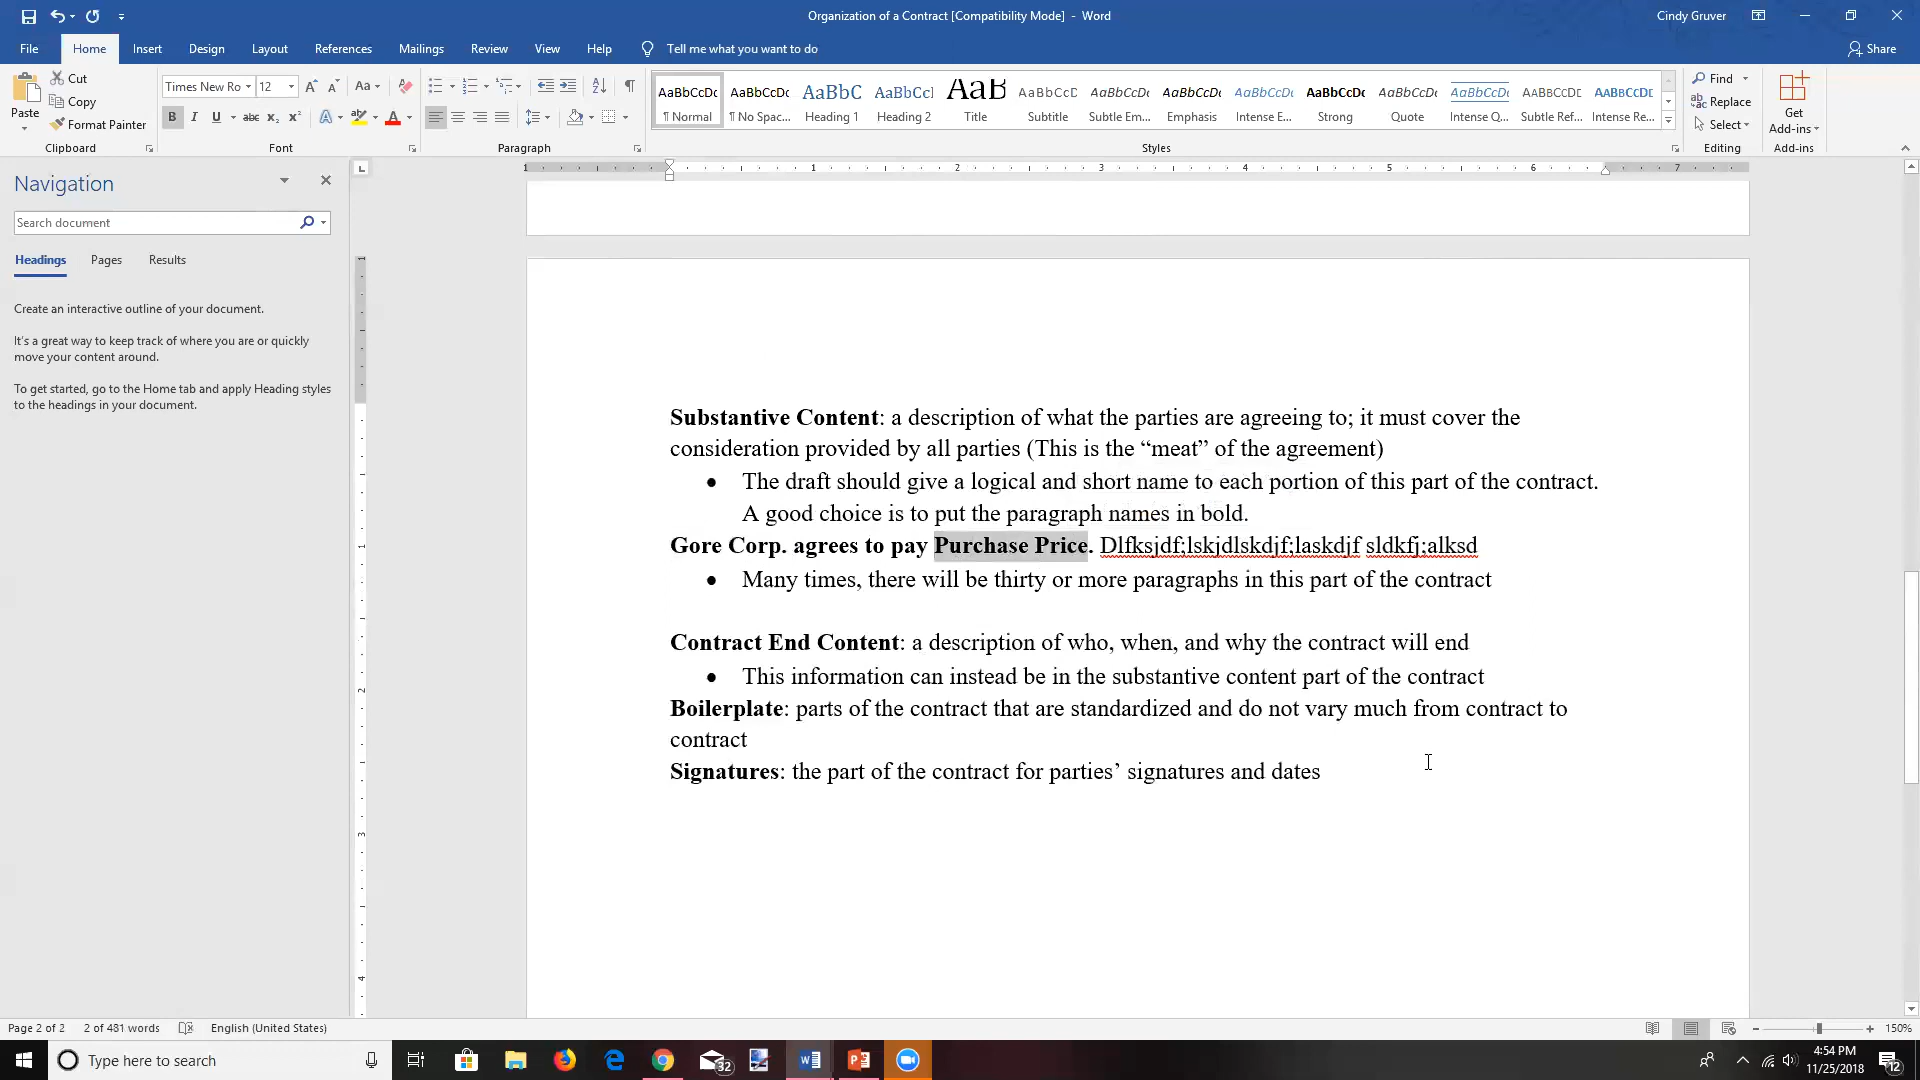 Organization of a Contract [Compatibility Mode] - Word
Cindy Gruver
File Home Insert Design Layout References Mailings Review View Help Tell me what you want to do Share
Paste
Cut
Copy
Format Painter
Clipboard
Times New Ro 12
Font
Paragraph
AaBbCcDc AaBbCcDc AaBbC AaBbCcI AaB AaBbCcD AaBbCcDc AaBbCcDc AaBbCcDc AaBbCcDc AaBbCcDc AaBbCcDc AaBbCcDc AaBbCcDc
¶ Normal ¶ No Spac... Heading 1 Heading 2 Title Subtitle Subtle Em... Emphasis Intense E... Strong Quote Intense Q... Subtle Ref... Intense Re...
Styles
Find
Replace
Select
Editing
Get
Add-ins
Add-ins
Navigation
Search document
Headings Pages Results
Create an interactive outline of your document.
It's a great way to keep track of where you are or quickly
move your content around.
To get started, go to the Home tab and apply Heading styles
to the headings in your document.
1 1 2 3 4 5 6 7
1
1
2
3
4
Substantive Content: a description of what the parties are agreeing to; it must cover the
consideration provided by all parties (This is the “meat” of the agreement)
• The draft should give a logical and short name to each portion of this part of the contract.
A good choice is to put the paragraph names in bold.
Gore Corp. agrees to pay Purchase Price. Dlfksjdf;lskjdlskdjf;laskdjf sldkfj;alksd
• Many times, there will be thirty or more paragraphs in this part of the contract
Contract End Content: a description of who, when, and why the contract will end
• This information can instead be in the substantive content part of the contract
Boilerplate: parts of the contract that are standardized and do not vary much from contract to
contract
Signatures: the part of the contract for parties’ signatures and dates
Page 2 of 2 2 of 481 words English (United States) 150%
Type here to search
32
4:54 PM
11/25/2018
12